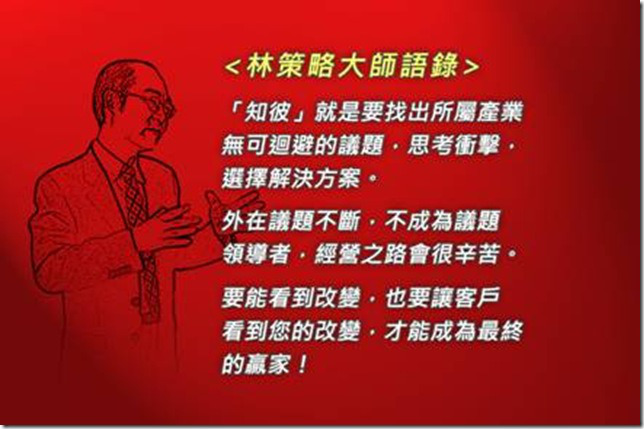 <林策略大師語錄>
「知彼」就是要找出所屬產業
無可迴避的議題，思考衝擊，
選擇解決方案。
外在議題不斷，不成為議題
領導者，經營之路會很辛苦。
要能看到改變，也要讓客戶
看到您的改變，才能成為最終
的贏家！